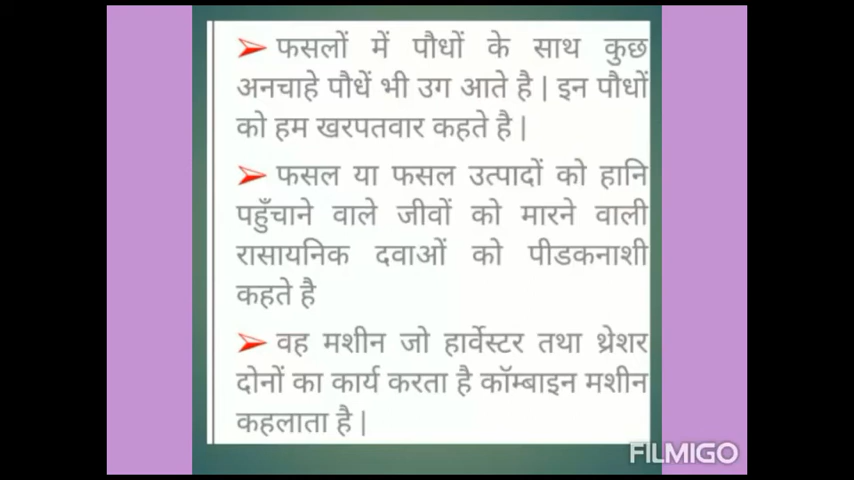 ➢ फसलों में पौधों के साथ कुछ
अनचाहे पौधें भी उग आते है | इन पौधों
को हम खरपतवार कहते है |
➢ फसल या फसल उत्पादों को हानि
पहुँचाने वाले जीवों को मारने वाली
रासायनिक दवाओं को पीडकनाशी
कहते है
➢ वह मशीन जो हार्वेस्टर तथा थ्रेशर
दोनों का कार्य करता है कॉम्बाइन मशीन
कहलाता है |
FILMIGO